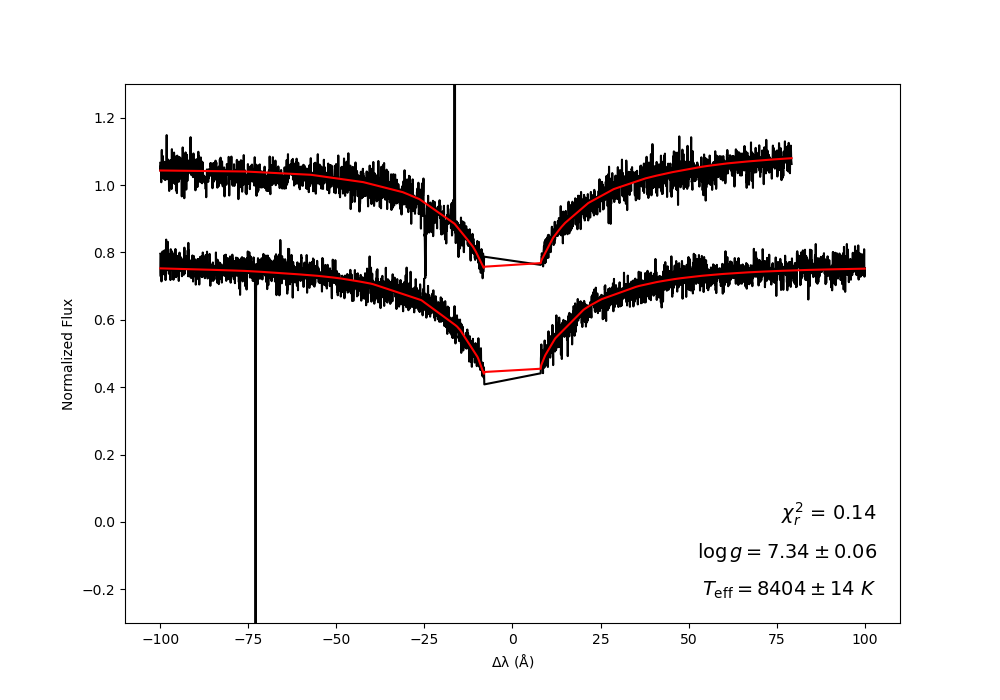 1.2
1.0
0.8
0.6
0.4
0.2
0.0
−0.2
Normalized Flux
χ²ᵣ = 0.14
log g = 7.34 ± 0.06
T_eff = 8404 ± 14 K
−100 −75 −50 −25 0 25 50 75 100
Δλ (Å)